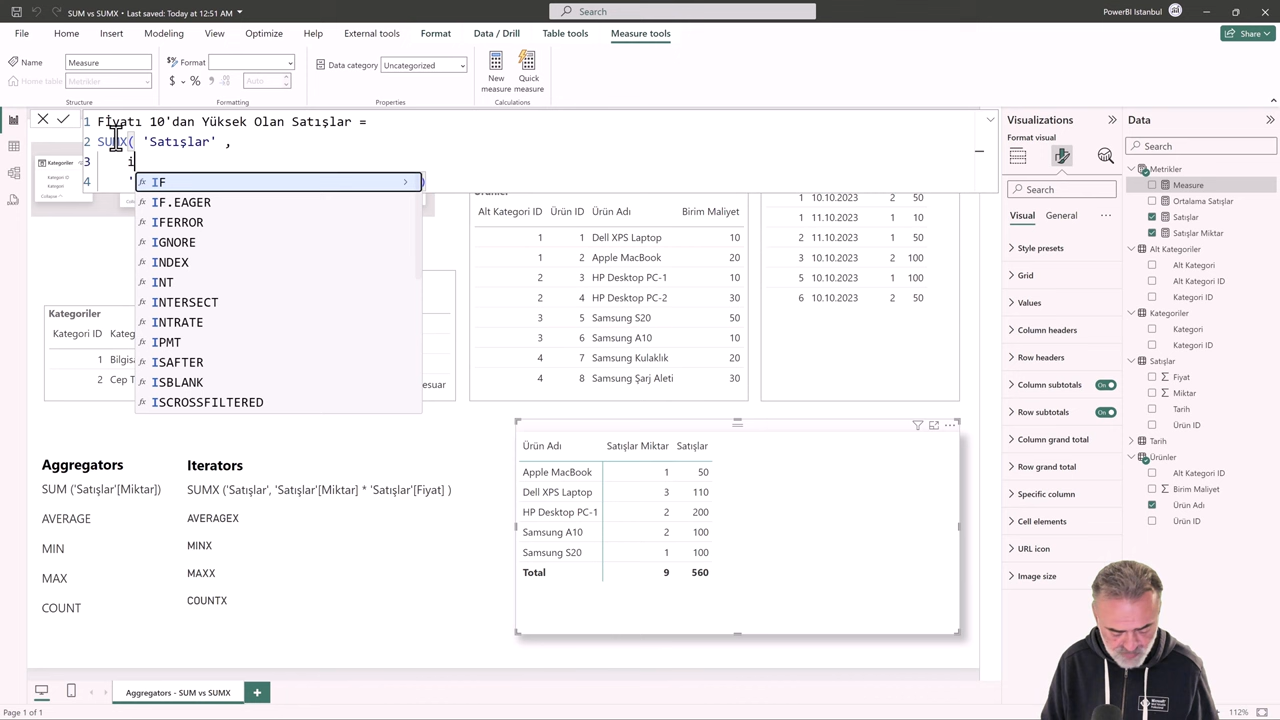 SUM vs SUMX • Last saved: Today at 12:51 AM
Search
PowerBI Istanbul
File Home Insert Modeling View Optimize Help External tools Format Data / Drill Table tools Measure tools
Share
Name Measure
Home table Metrikler
Structure
Format
$ % Auto
Formatting
Data category Uncategorized
Properties
New measure
Quick measure
Calculations
1 Fiyatı 10'dan Yüksek Olan Satışlar =
2 SUMX( 'Satışlar' ,
3 i
4 '
IF
IF.EAGER
IFERROR
IGNORE
INDEX
INT
INTERSECT
INTRATE
IPMT
ISAFTER
ISBLANK
ISCROSSFILTERED
Kategoriler
Kategori ID
Kategori
Collapse
Kategoriler
Kategori ID
1
2
Alt Kategori ID Ürün ID Ürün Adı Birim Maliyet
1 1 Dell XPS Laptop 10
1 2 Apple MacBook 20
2 3 HP Desktop PC-1 10
2 4 HP Desktop PC-2 30
3 5 Samsung S20 50
3 6 Samsung A10 10
4 7 Samsung Kulaklık 20
4 8 Samsung Şarj Aleti 30
1 10.10.2023 2 50
1 11.10.2023 1 10
2 11.10.2023 1 50
3 10.10.2023 2 100
5 10.10.2023 1 100
6 10.10.2023 2 50
Aggregators
SUM ('Satışlar'[Miktar])
AVERAGE
MIN
MAX
COUNT
Iterators
SUMX ('Satışlar', 'Satışlar'[Miktar] * 'Satışlar'[Fiyat] )
AVERAGEX
MINX
MAXX
COUNTX
Ürün Adı Satışlar Miktar Satışlar
Apple MacBook 1 50
Dell XPS Laptop 3 110
HP Desktop PC-1 2 200
Samsung A10 2 100
Samsung S20 1 100
Total 9 560
Visualizations
Format visual
Search
Visual General
Style presets
Grid
Values
Column headers
Row headers
Column subtotals On
Row subtotals On
Column grand total
Row grand total
Specific column
Cell elements
URL icon
Image size
Data
Search
Metrikler
Measure
Ortalama Satışlar
Satışlar
Satışlar Miktar
Alt Kategoriler
Alt Kategori
Alt Kategori ID
Kategori ID
Kategoriler
Kategori
Kategori ID
Satışlar
Fiyat
Miktar
Tarih
Ürün ID
Tarih
Ürünler
Alt Kategori ID
Birim Maliyet
Ürün Adı
Ürün ID
Aggregators - SUM vs SUMX
Page 1 of 1
112%
Microsoft